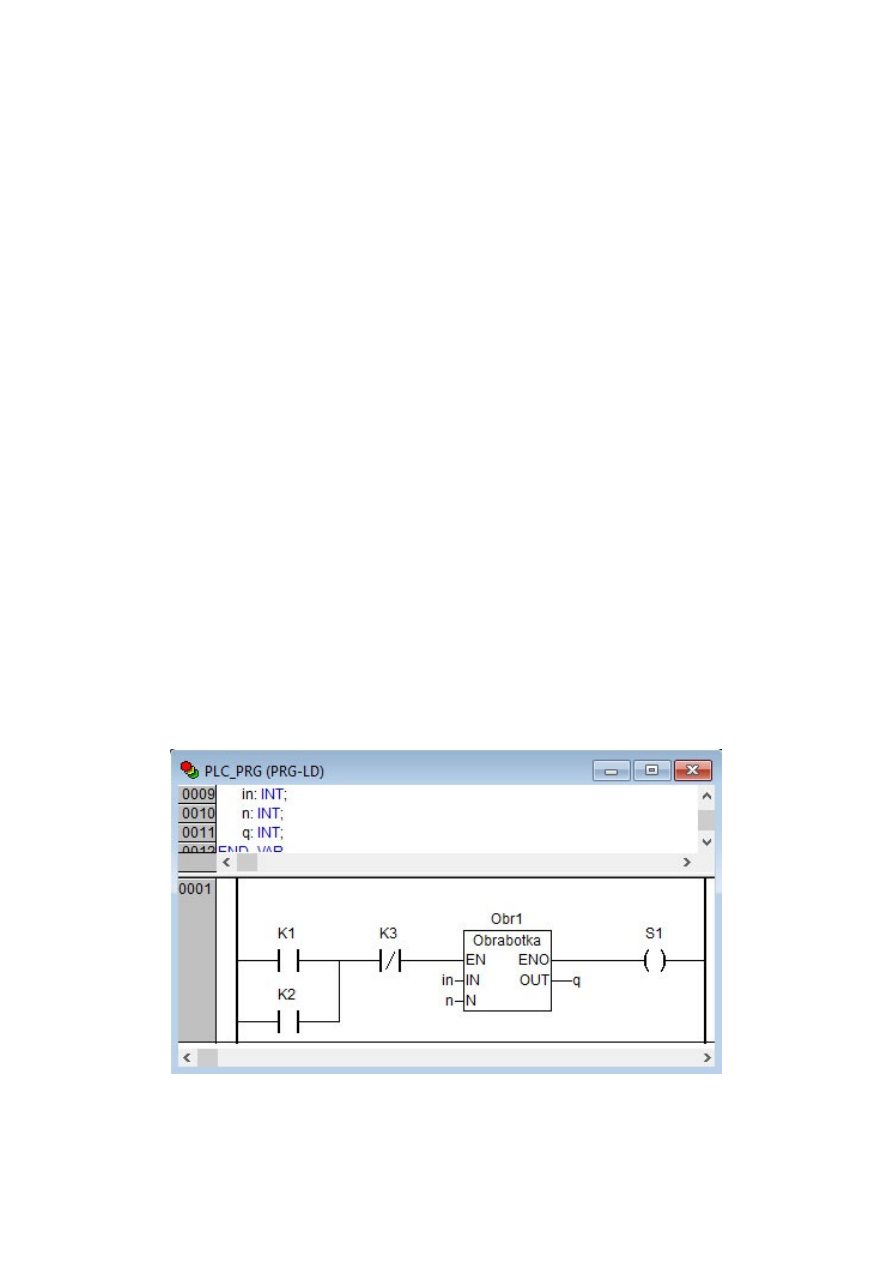 PLC_PRG (PRG-LD)
0009 in: INT;
0010 n: INT;
0011 q: INT;
0012 END_VAR
0001
Obr1
K1 K3 Obrabotka S1
EN ENO
in IN OUT q
K2 n N